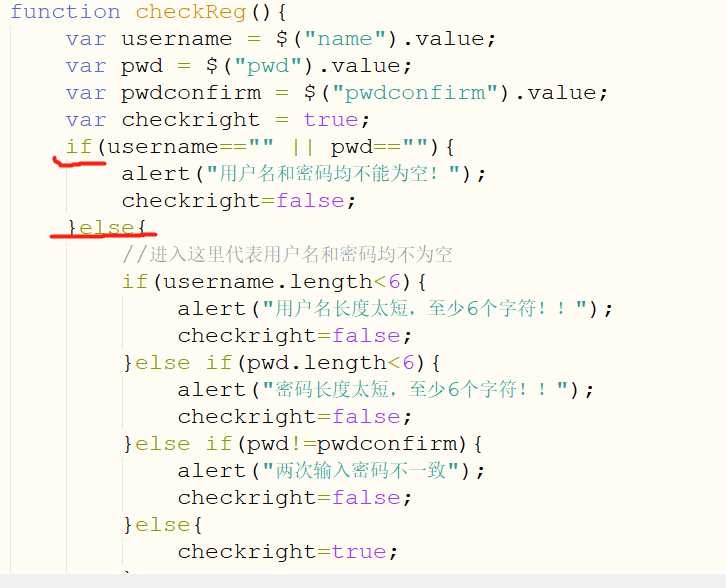 function checkReg(){
var username = $("name").value;
var pwd = $("pwd").value;
var pwdconfirm = $("pwdconfirm").value;
var checkright = true;
if(username=="" || pwd==""){
alert("用户名和密码均不能为空！");
checkright=false;
}else{
//进入这里代表用户名和密码均不为空
if(username.length<6){
alert("用户名长度太短，至少6个字符！！");
checkright=false;
}else if(pwd.length<6){
alert("密码长度太短，至少6个字符！！");
checkright=false;
}else if(pwd!=pwdconfirm){
alert("两次输入密码不一致");
checkright=false;
}else{
checkright=true;